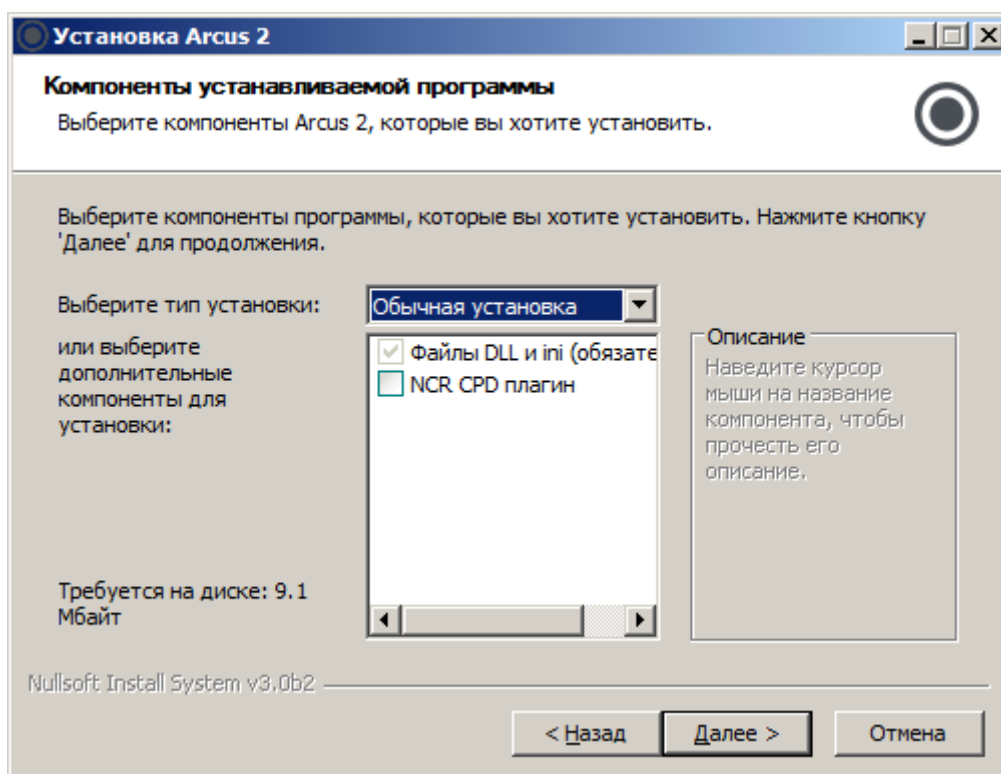 Установка Arcus 2
Компоненты устанавливаемой программы
Выберите компоненты Arcus 2, которые вы хотите установить.
Выберите компоненты программы, которые вы хотите установить. Нажмите кнопку
'Далее' для продолжения.
Выберите тип установки:
Обычная установка
или выберите
дополнительные
компоненты для
установки:
Файлы DLL и ini (обязате
NCR CPD плагин
Описание
Наведите курсор
мыши на название
компонента, чтобы
прочесть его
описание.
Требуется на диске: 9.1
Мбайт
Nullsoft Install System v3.0b2
< Назад
Далее >
Отмена